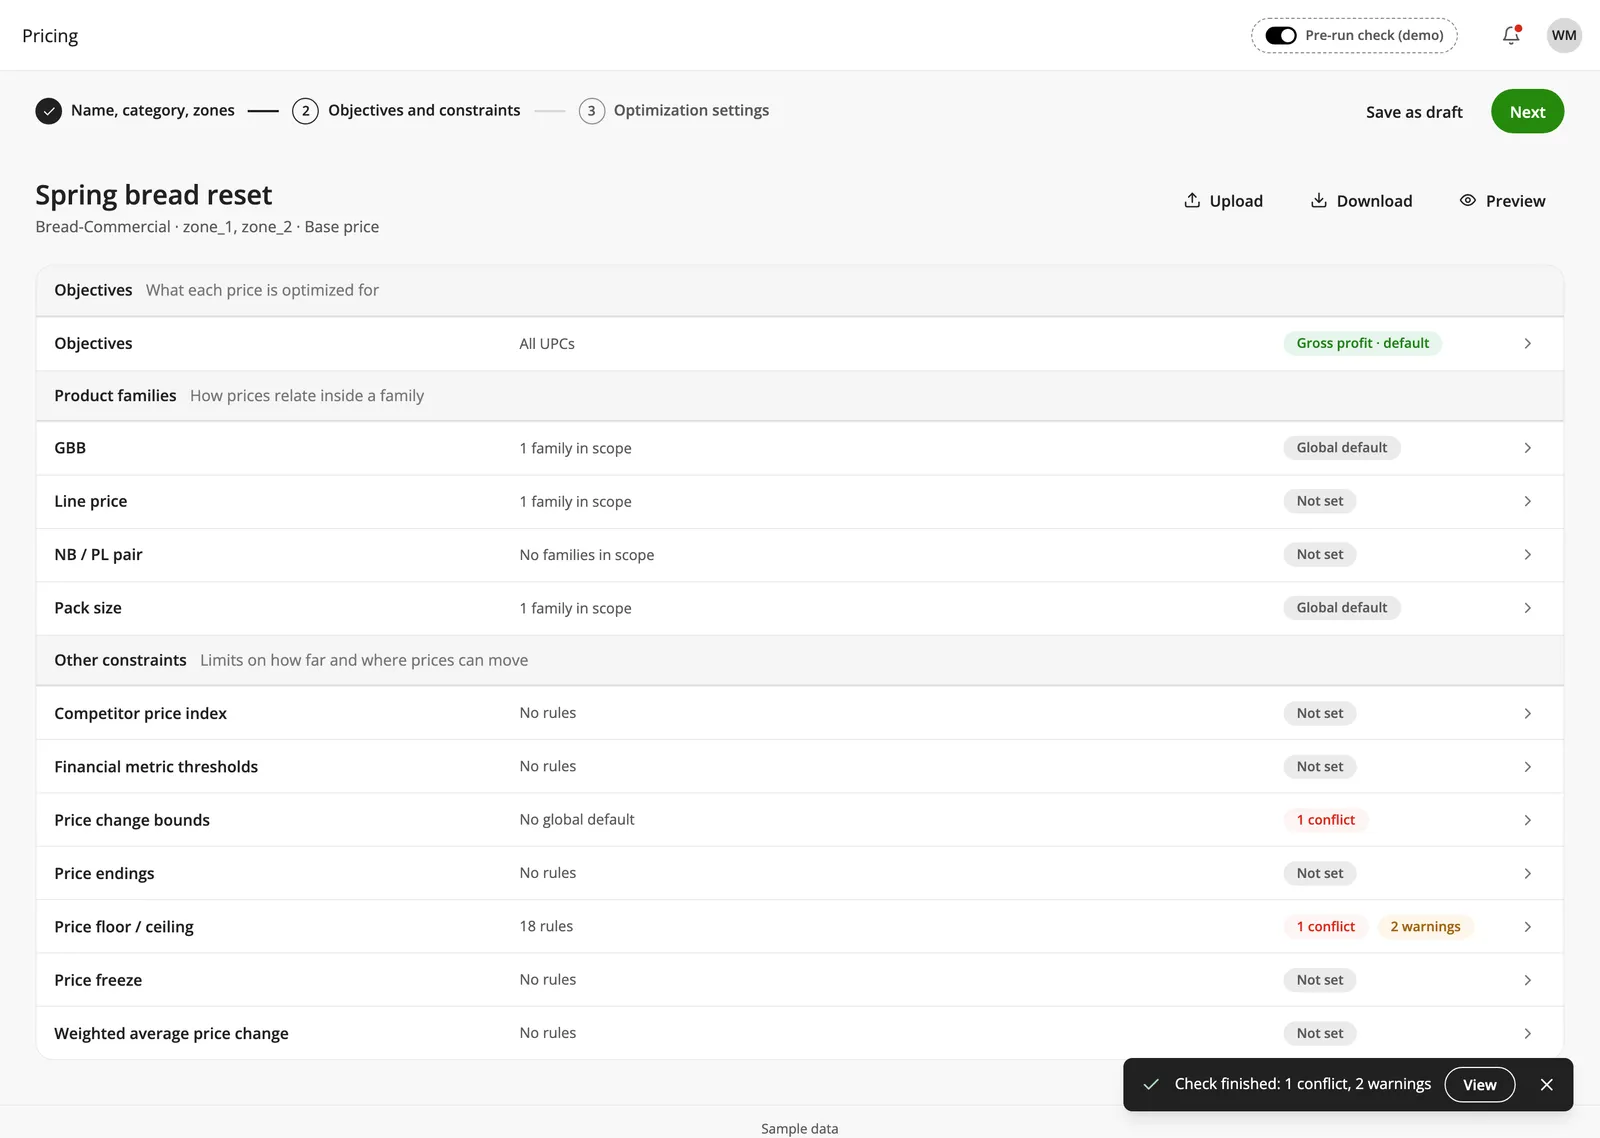 Pricing
Pre-run check (demo)
WM
Name, category, zones
2 Objectives and constraints
3 Optimization settings
Save as draft
Next
Spring bread reset
Bread-Commercial · zone_1, zone_2 · Base price
Upload
Download
Preview
Objectives What each price is optimized for
Objectives All UPCs Gross profit · default
Product families How prices relate inside a family
GBB 1 family in scope Global default
Line price 1 family in scope Not set
NB / PL pair No families in scope Not set
Pack size 1 family in scope Global default
Other constraints Limits on how far and where prices can move
Competitor price index No rules Not set
Financial metric thresholds No rules Not set
Price change bounds No global default 1 conflict
Price endings No rules Not set
Price floor / ceiling 18 rules 1 conflict 2 warnings
Price freeze No rules Not set
Weighted average price change No rules Not set
Check finished: 1 conflict, 2 warnings View
Sample data